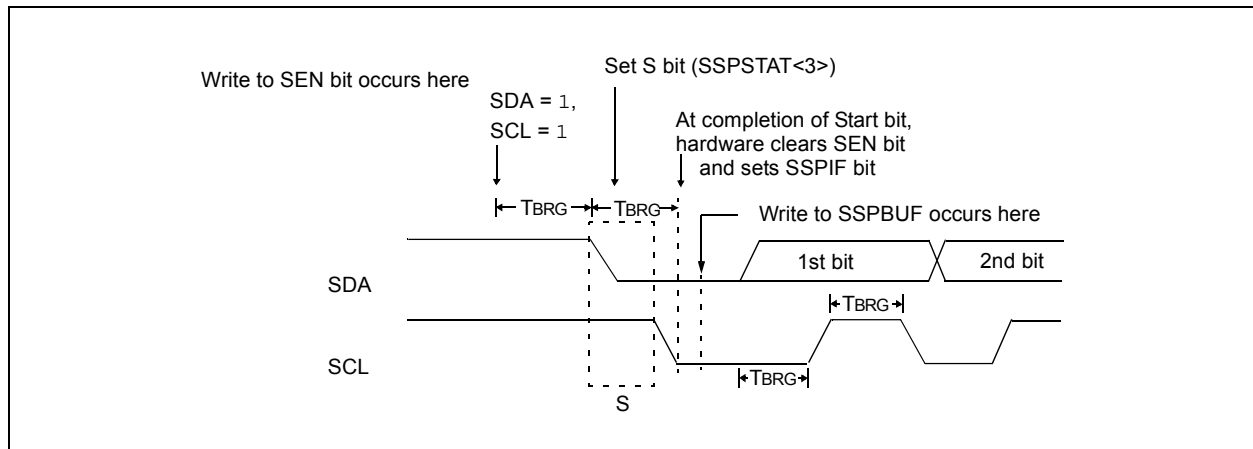 Write to SEN bit occurs here
Set S bit (SSPSTAT<3>)
SDA = 1,
SCL = 1
At completion of Start bit,
hardware clears SEN bit
and sets SSPIF bit
TBRG
TBRG
Write to SSPBUF occurs here
SDA
1st bit
2nd bit
TBRG
SCL
TBRG
S